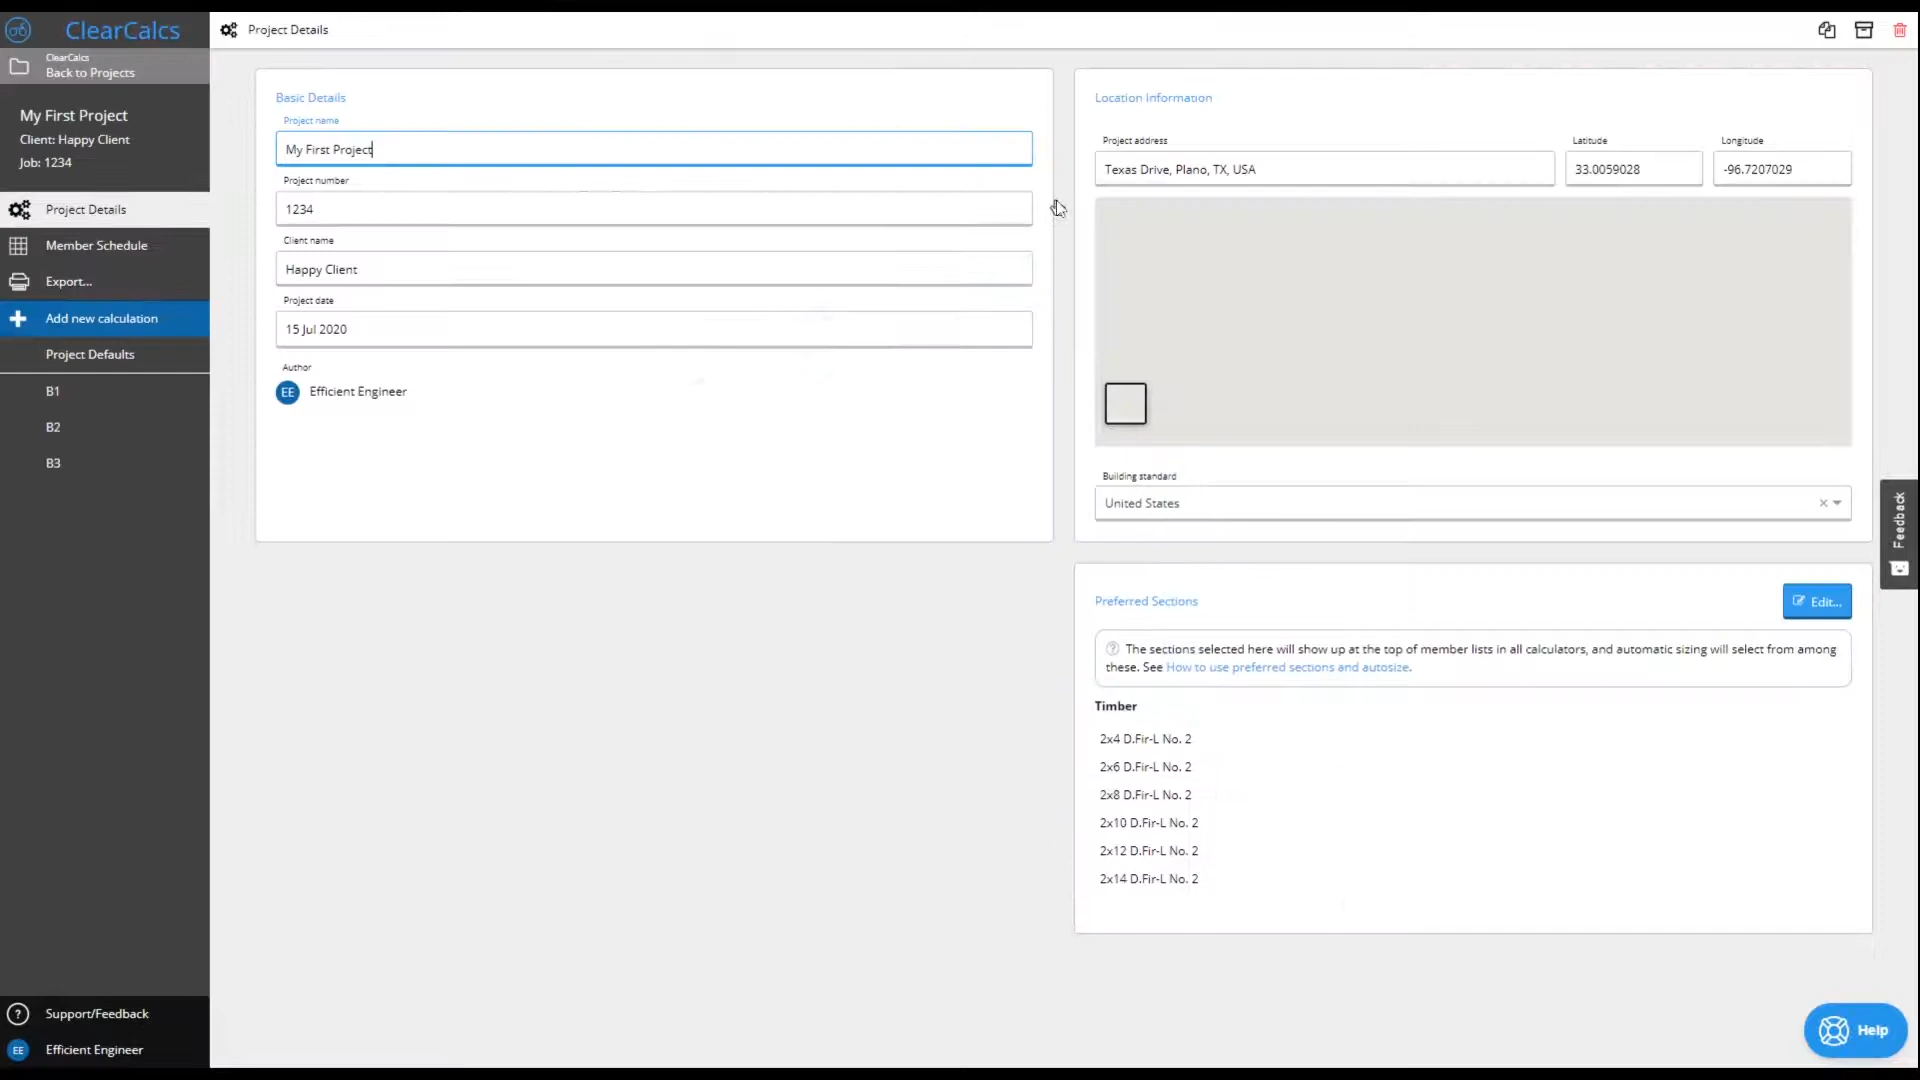 ClearCalcs
ClearCalcs
Back to Projects
My First Project
Client: Happy Client
Job: 1234
Project Details
Member Schedule
Export...
Add new calculation
Project Defaults
B1
B2
B3
Support/Feedback
EE Efficient Engineer
Project Details
Basic Details
Project name
My First Project
Project number
1234
Client name
Happy Client
Project date
15 Jul 2020
Author
EE Efficient Engineer
Location Information
Project address Latitude Longitude
Texas Drive, Plano, TX, USA 33.0059028 -96.7207029
Building standard
United States
Preferred Sections
Edit...
The sections selected here will show up at the top of member lists in all calculators, and automatic sizing will select from among
these. See How to use preferred sections and autosize.
Timber
2x4 D.Fir-L No. 2
2x6 D.Fir-L No. 2
2x8 D.Fir-L No. 2
2x10 D.Fir-L No. 2
2x12 D.Fir-L No. 2
2x14 D.Fir-L No. 2
Feedback
Help